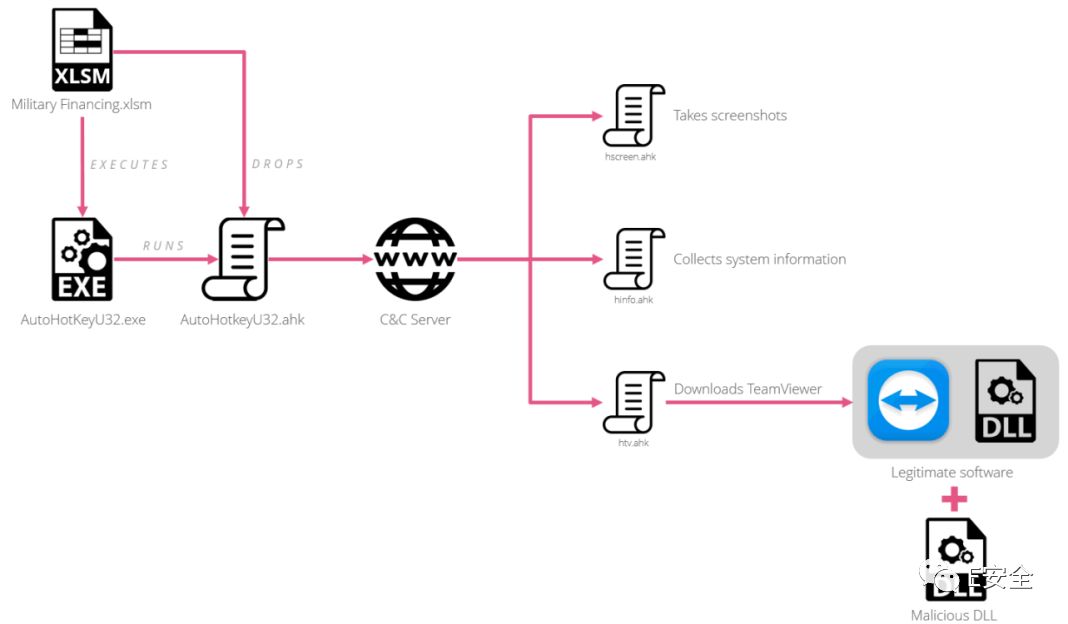 XLSM
Military Financing.xlsm
EXECUTES
DROPS
EXE
AutoHotKeyU32.exe
RUNS
AutoHotkeyU32.ahk
WWW
C&C Server
hscreen.ahk
Takes screenshots
hinfo.ahk
Collects system information
htv.ahk
Downloads TeamViewer
DLL
Legitimate software
+
DLL
E安全
Malicious DLL